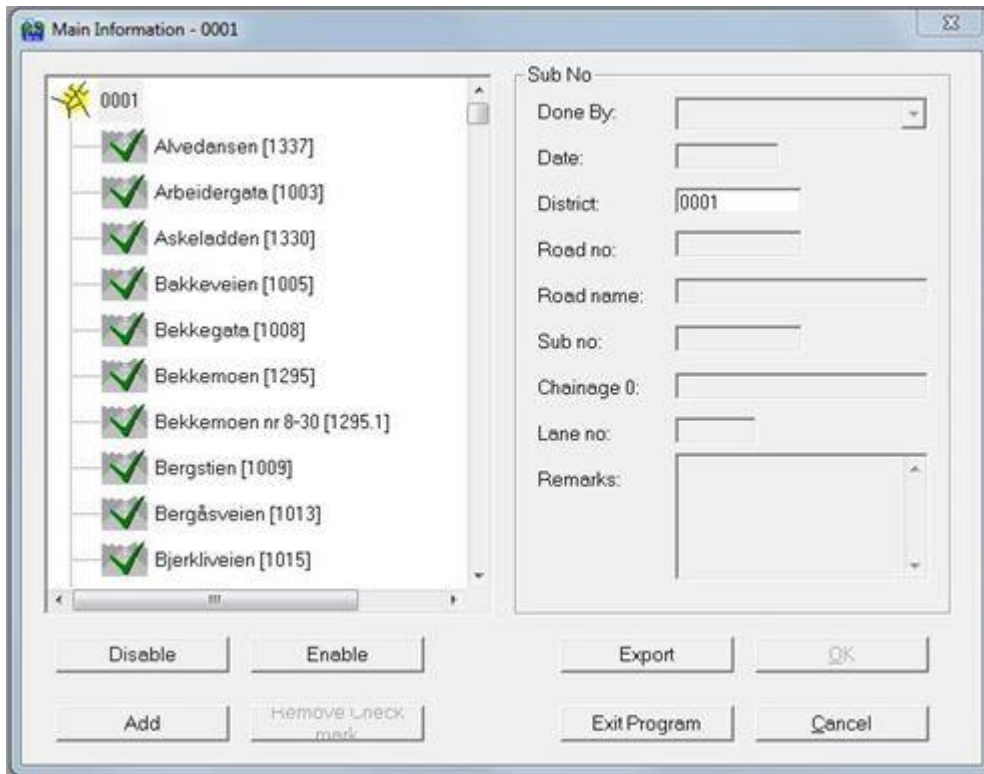 Main Information - 0001
0001
Alvedansen [1337]
Arbeidergata [1003]
Askeladden [1330]
Bakkeveien [1005]
Bekkegata [1008]
Bekkemoen [1295]
Bekkemoen nr 8-30 [1295.1]
Bergstien [1009]
Bergåsveien [1013]
Bjerkliveien [1015]
Sub No
Done By:
Date:
District: 0001
Road no:
Road name:
Sub no:
Chainage 0:
Lane no:
Remarks:
Disable Enable Export OK
Add Remove Check
mark
Exit Program Cancel